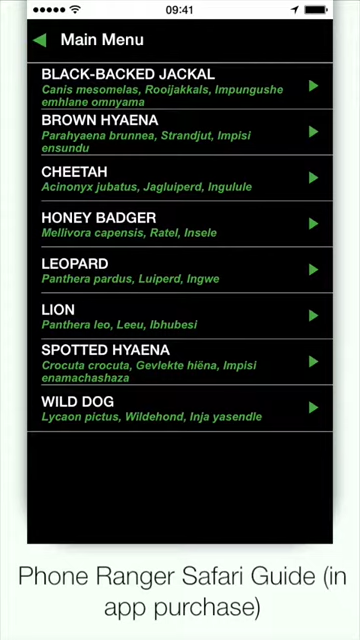 09:41
Main Menu
BLACK-BACKED JACKAL
Canis mesomelas, Rooijakkals, Impungushe
emhlane omnyama
BROWN HYAENA
Parahyaena brunnea, Strandjut, Impisi
ensundu
CHEETAH
Acinonyx jubatus, Jagluiperd, Ingulule
HONEY BADGER
Mellivora capensis, Ratel, Insele
LEOPARD
Panthera pardus, Luiperd, Ingwe
LION
Panthera leo, Leeu, Ibhubesi
SPOTTED HYAENA
Crocuta crocuta, Gevlekte hiëna, Impisi
enamachashaza
WILD DOG
Lycaon pictus, Wildehond, Inja yasendle
Phone Ranger Safari Guide (in
app purchase)